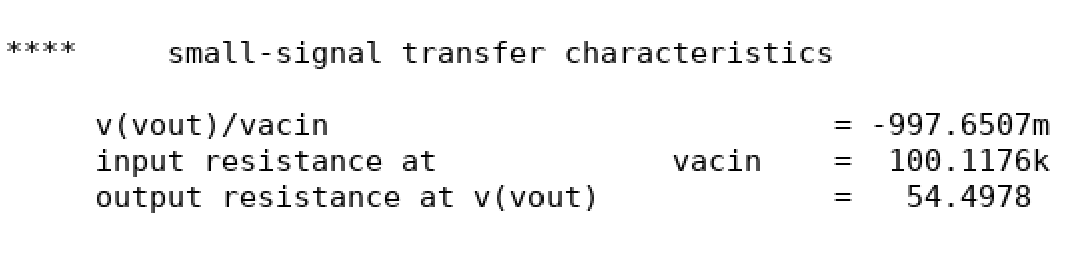 ****     small-signal transfer characteristics
v(vout)/vacin                            = -997.6507m
input resistance at             vacin    =  100.1176k
output resistance at v(vout)             =   54.4978